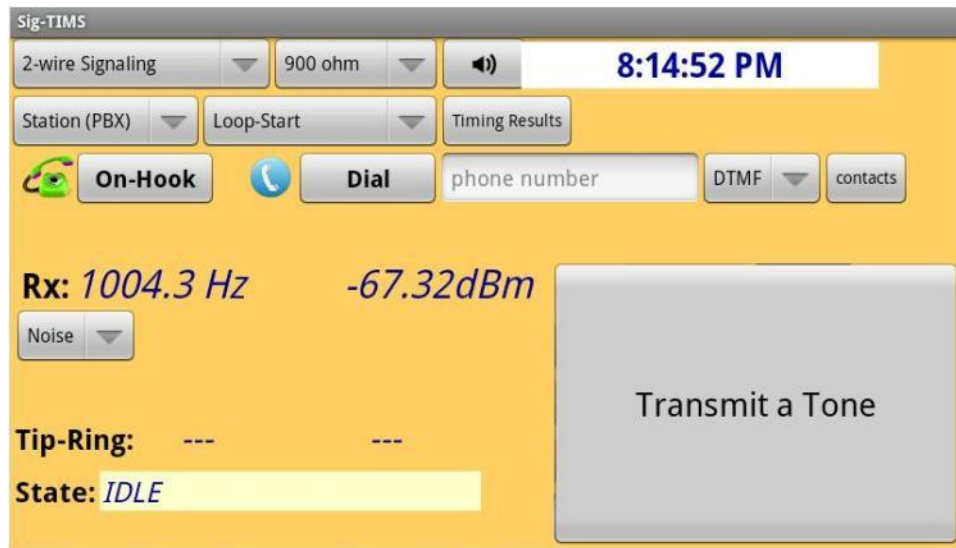 Sig-TIMS
2-wire Signaling 900 ohm 8:14:52 PM
Station (PBX) Loop-Start Timing Results
On-Hook Dial phone number DTMF contacts
Rx: 1004.3 Hz -67.32dBm
Noise
Transmit a Tone
Tip-Ring: --- ---
State: IDLE